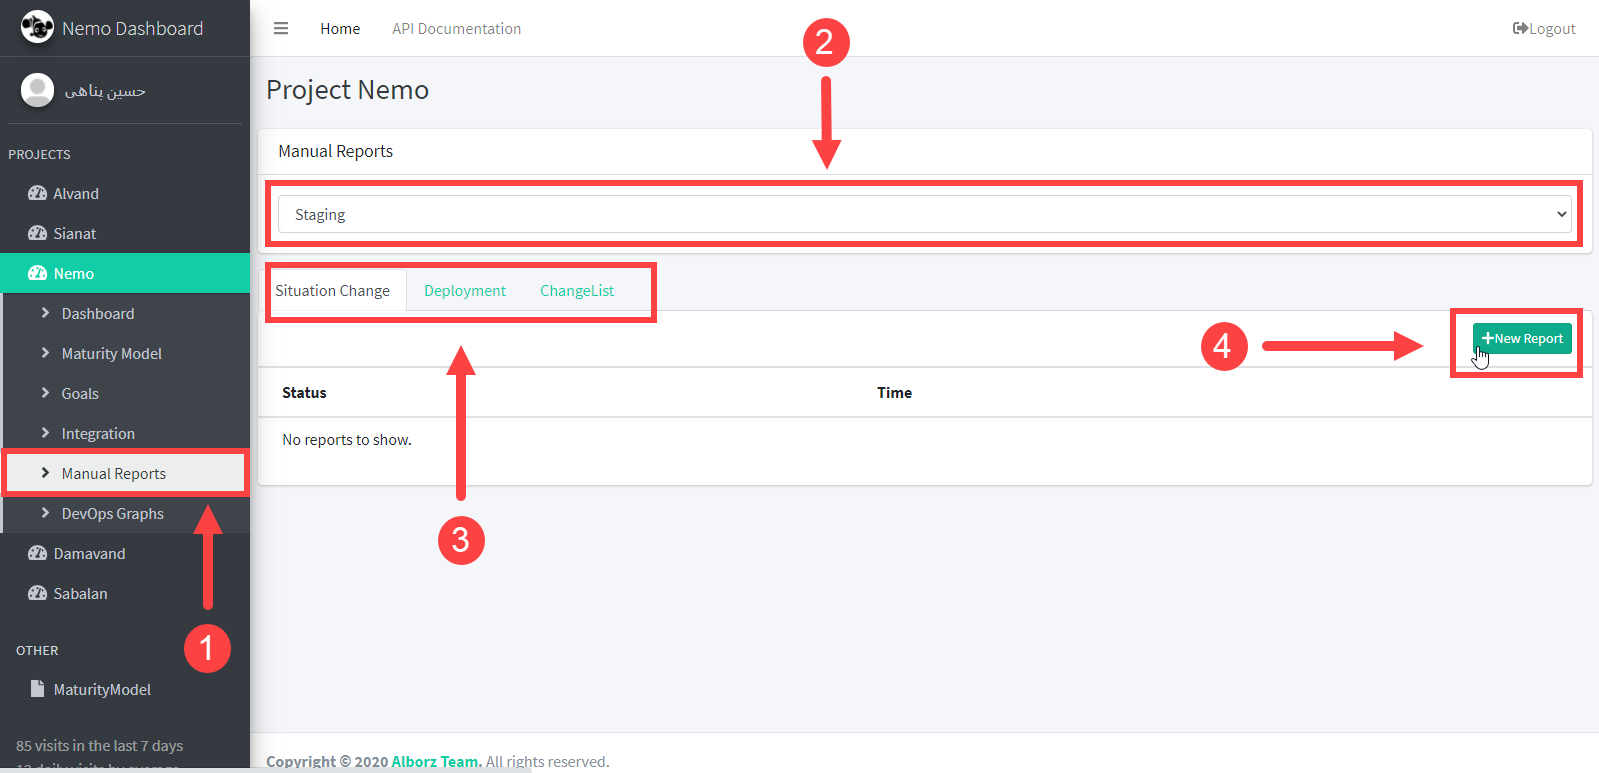 Nemo Dashboard
حسین پناهی
PROJECTS
Alvand
Sianat
Nemo
Dashboard
Maturity Model
Goals
Integration
Manual Reports
DevOps Graphs
Damavand
Sabalan
1
OTHER
MaturityModel
85 visits in the last 7 days
Home
API Documentation
Logout
2
Project Nemo
Manual Reports
Staging
Situation Change
Deployment
ChangeList
4
New Report
Status
Time
No reports to show.
3
Copyright © 2020 Alborz Team. All rights reserved.